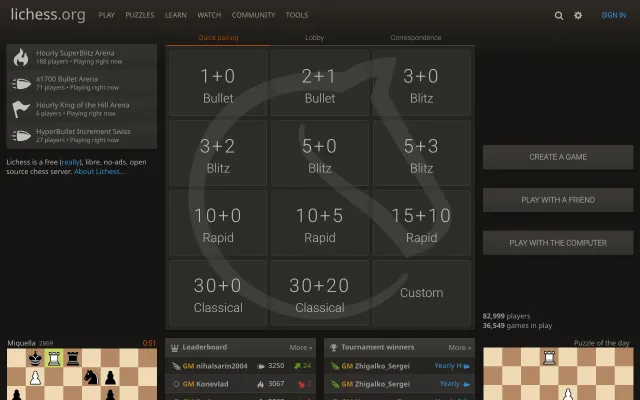 lichess.org PLAY PUZZLES LEARN WATCH COMMUNITY TOOLS SIGN IN
Quick pairing Lobby Correspondence
Hourly SuperBlitz Arena
188 players • Playing right now
≤1700 Bullet Arena
71 players • Playing right now
Hourly King of the Hill Arena
6 players • Playing right now
HyperBullet Increment Swiss
27 players • Playing right now
Lichess is a free (really), libre, no-ads, open
source chess server. About Lichess...
1+0
Bullet
2+1
Bullet
3+0
Blitz
3+2
Blitz
5+0
Blitz
5+3
Blitz
10+0
Rapid
10+5
Rapid
15+10
Rapid
30+0
Classical
30+20
Classical
Custom
CREATE A GAME
PLAY WITH A FRIEND
PLAY WITH THE COMPUTER
82,999 players
36,549 games in play
Miquella 2869 0:51
Leaderboard More »
GM nihalsarin2004 3250 24
GM Konevlad 3067
Tournament winners More »
GM Zhigalko_Sergei Yearly H
GM Zhigalko_Sergei Yearly
Puzzle of the day